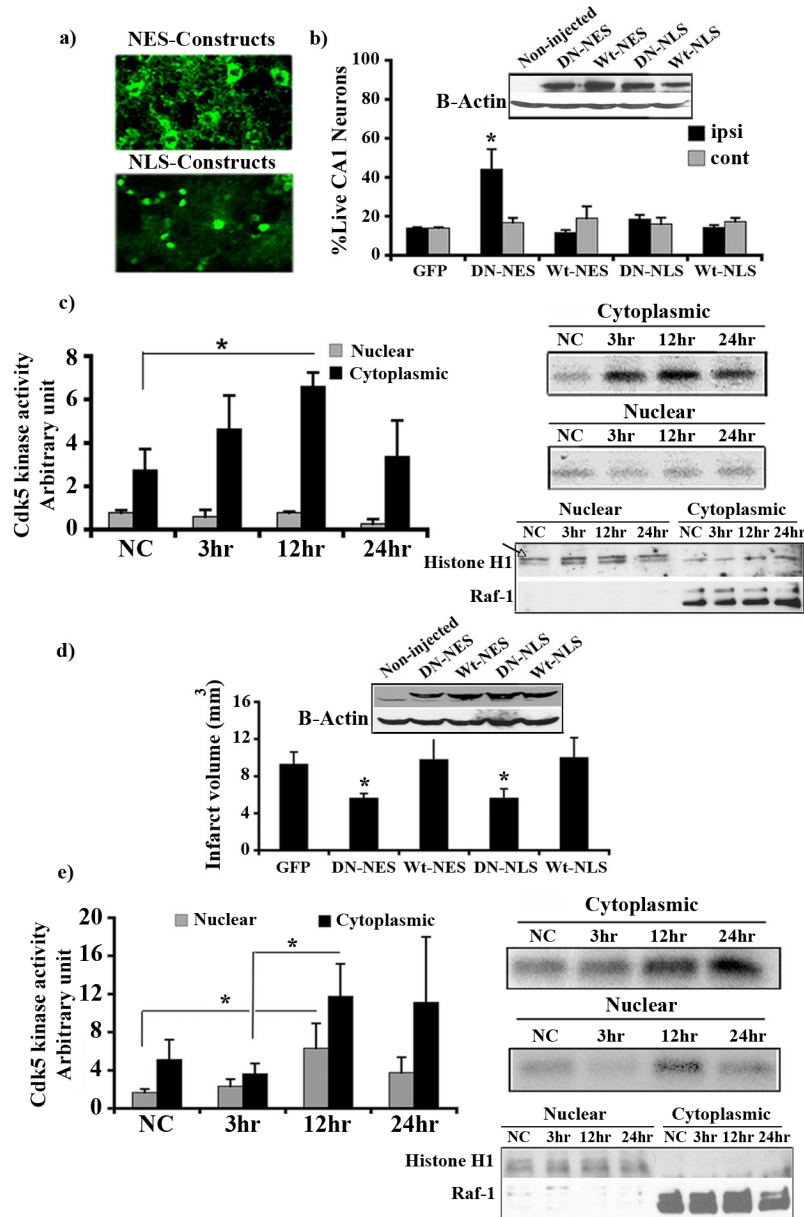 a)
NES-Constructs
NLS-Constructs
b)
%Live CA1 Neurons
100
80
60
40
20
0
Non-injected
DN-NES
Wt-NES
DN-NLS
Wt-NLS
B-Actin
ipsi
cont
*
GFP DN-NES Wt-NES DN-NLS Wt-NLS
c)
Cdk5 kinase activity
Arbitrary unit
8
6
4
2
0
*
Nuclear
Cytoplasmic
NC 3hr 12hr 24hr
Cytoplasmic
NC 3hr 12hr 24hr
Nuclear
NC 3hr 12hr 24hr
Nuclear Cytoplasmic
NC 3hr 12hr 24hr NC 3hr 12hr 24hr
Histone H1
Raf-1
d)
Infarct volume (mm3)
16
12
8
4
0
Non-injected
DN-NES
Wt-NES
DN-NLS
Wt-NLS
B-Actin
* *
GFP DN-NES Wt-NES DN-NLS Wt-NLS
e)
Cdk5 kinase activity
Arbitrary unit
20
16
12
8
4
0
Nuclear Cytoplasmic
*
*
NC 3hr 12hr 24hr
Cytoplasmic
NC 3hr 12hr 24hr
Nuclear
NC 3hr 12hr 24hr
Nuclear Cytoplasmic
NC 3hr 12hr 24hr NC 3hr 12hr 24hr
Histone H1
Raf-1